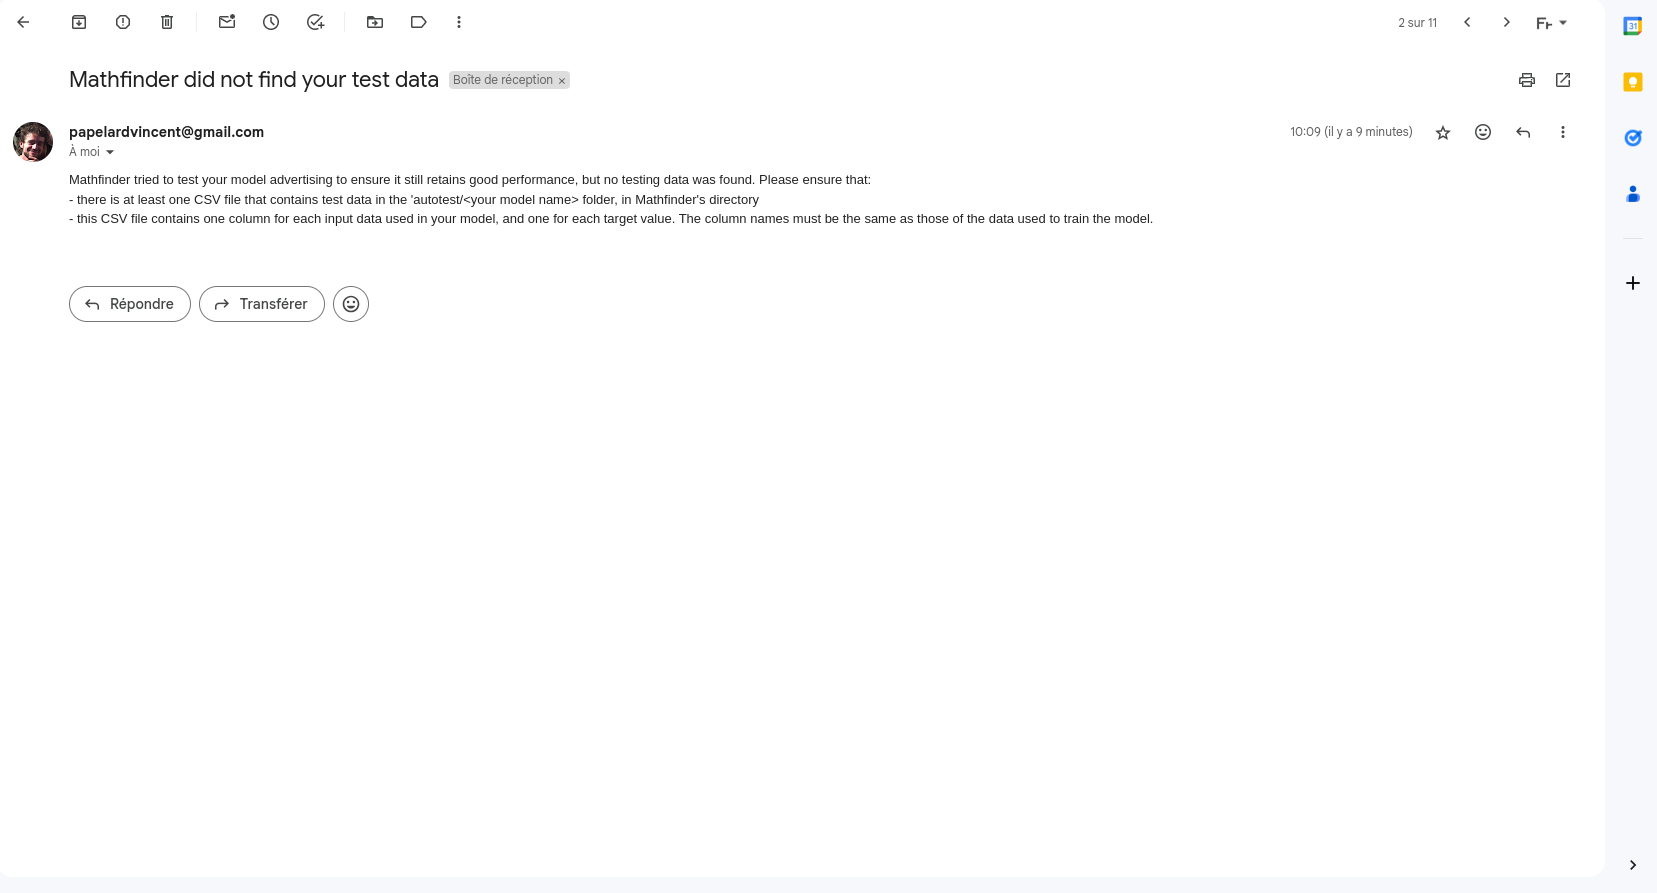 2 sur 11
Fr
31
Mathfinder did not find your test data Boîte de réception ×
papelardvincent@gmail.com 10:09 (il y a 9 minutes)
À moi
Mathfinder tried to test your model advertising to ensure it still retains good performance, but no testing data was found. Please ensure that:
- there is at least one CSV file that contains test data in the 'autotest/<your model name> folder, in Mathfinder's directory
- this CSV file contains one column for each input data used in your model, and one for each target value. The column names must be the same as those of the data used to train the model.
Répondre Transférer